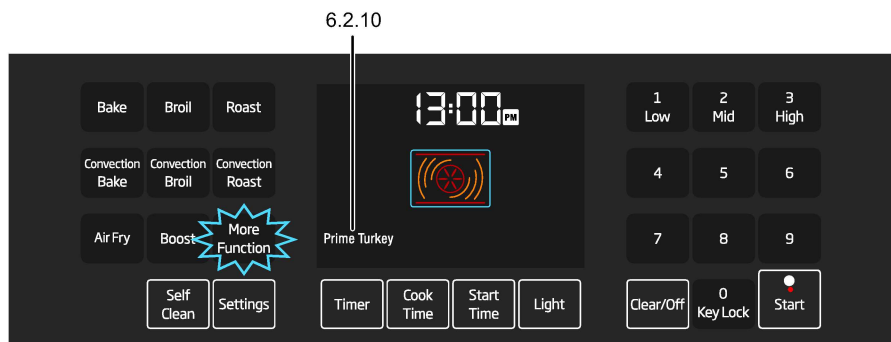 6.2.10
Bake
Broil
Roast
13:00 PM
1
Low
2
Mid
3
High
Convection
Bake
Convection
Broil
Convection
Roast
4
5
6
Air Fry
Boost
More
Function
Prime Turkey
7
8
9
Self
Clean
Settings
Timer
Cook
Time
Start
Time
Light
Clear/Off
0
Key Lock
Start